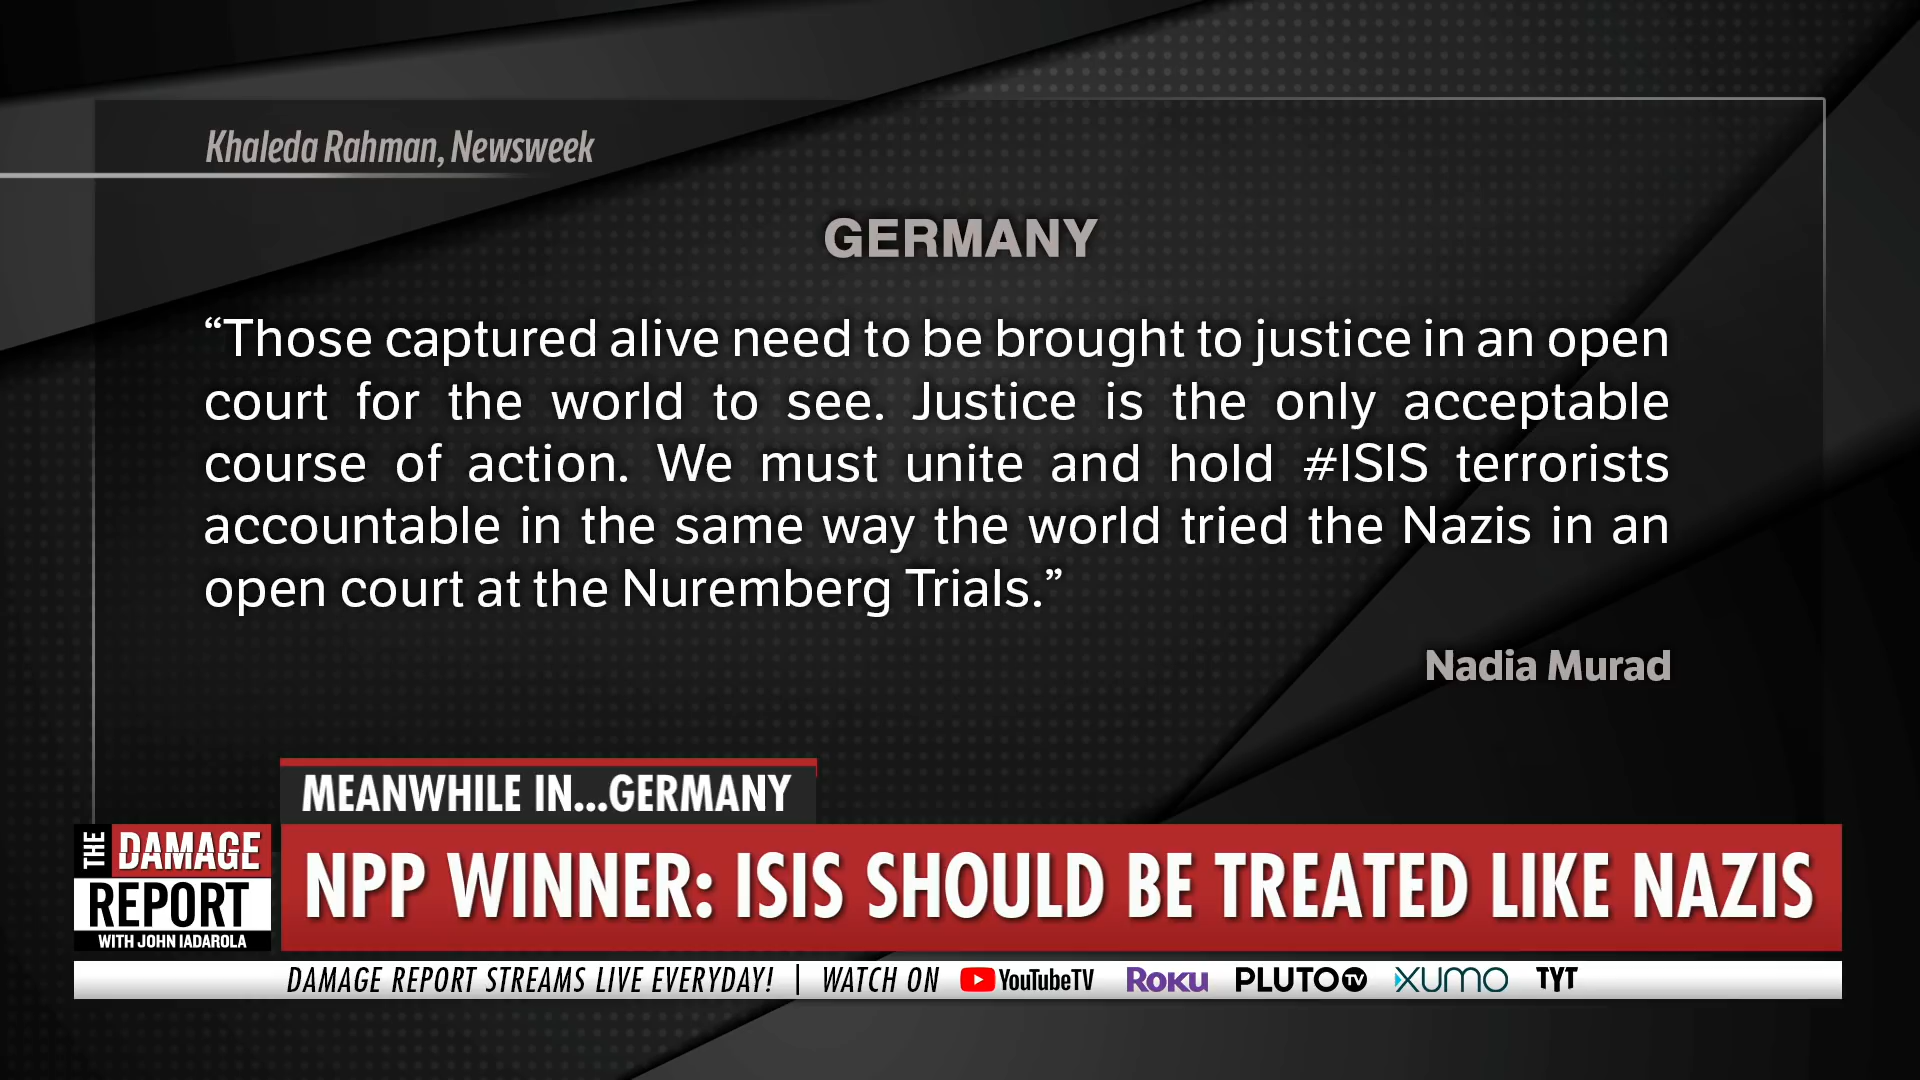 Khaleda Rahman, Newsweek
GERMANY
“Those captured alive need to be brought to justice in an open
court for the world to see. Justice is the only acceptable
course of action. We must unite and hold #ISIS terrorists
accountable in the same way the world tried the Nazis in an
open court at the Nuremberg Trials.”
Nadia Murad
MEANWHILE IN...GERMANY
THE DAMAGE
REPORT
WITH JOHN IADAROLA
NPP WINNER: ISIS SHOULD BE TREATED LIKE NAZIS
DAMAGE REPORT STREAMS LIVE EVERYDAY! | WATCH ON YouTubeTV ROKU PLUTO TV XUMO TYT